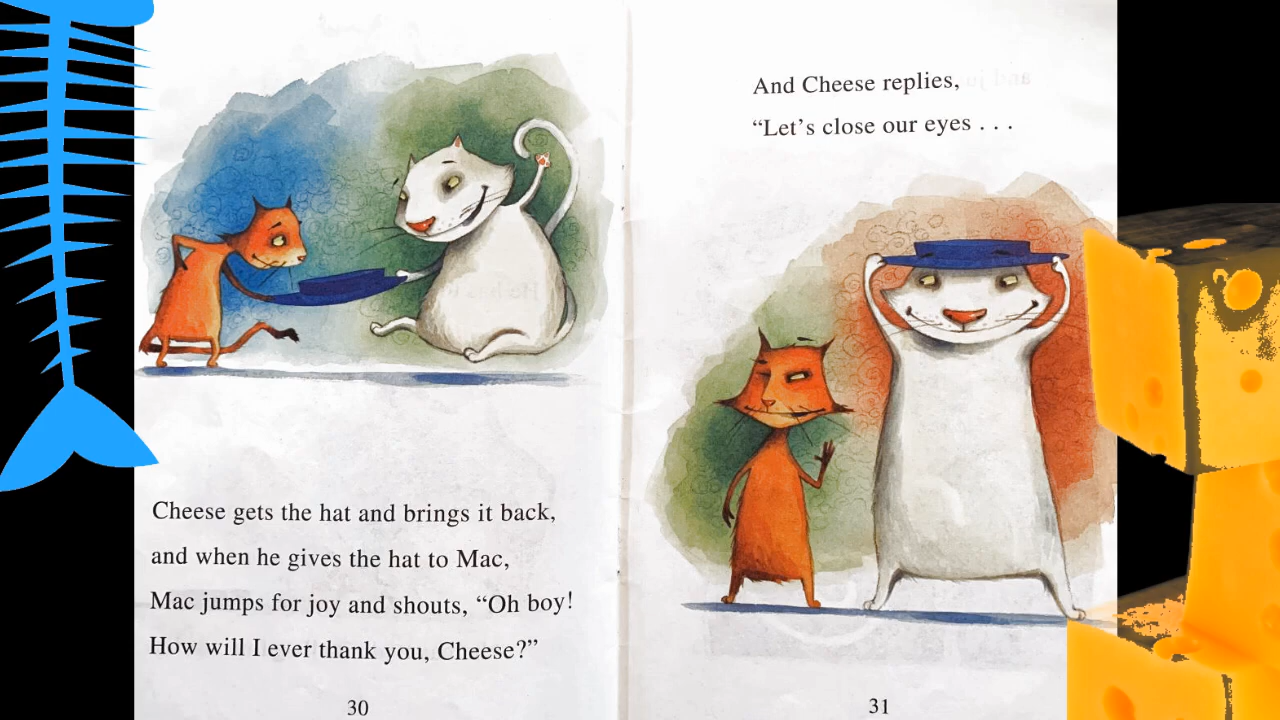 Cheese gets the hat and brings it back,
and when he gives the hat to Mac,
Mac jumps for joy and shouts, “Oh boy!
How will I ever thank you, Cheese?”
30
And Cheese replies,
“Let’s close our eyes . . .
31